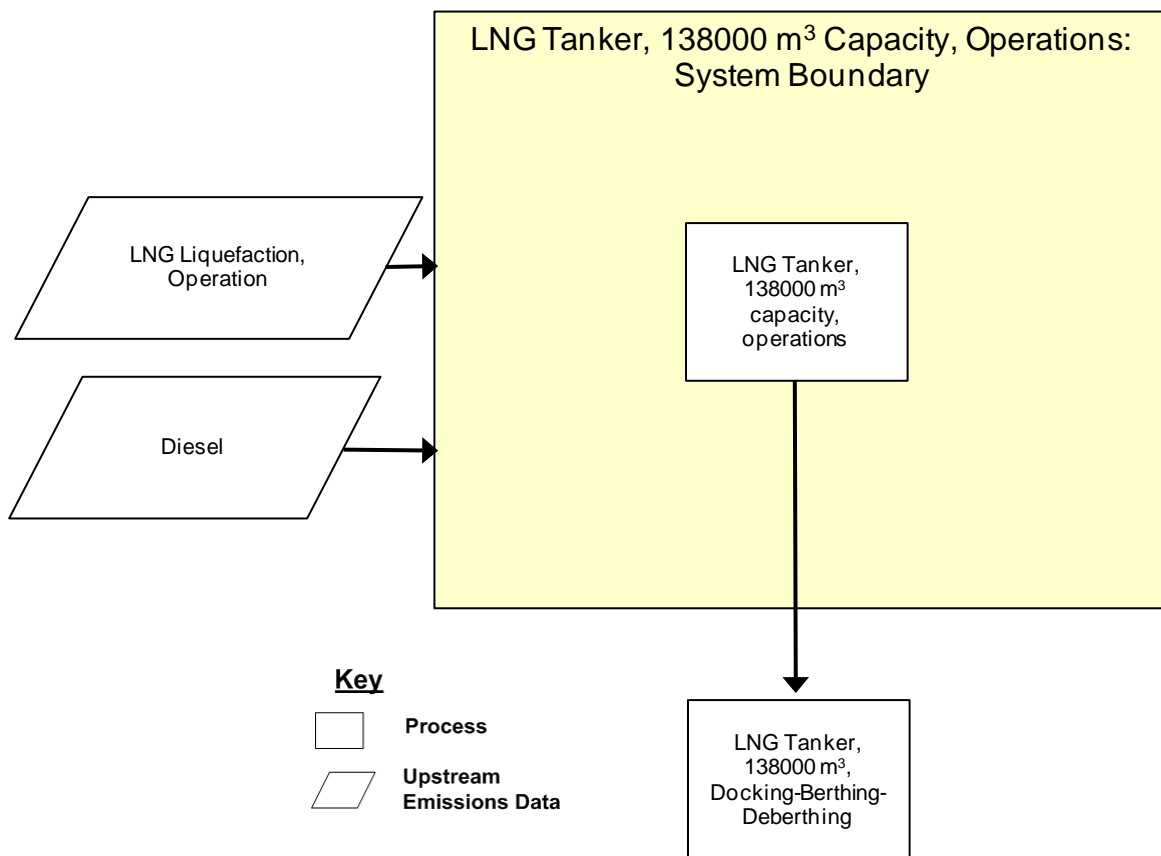 LNG Tanker, 138000 m³ Capacity, Operations:
System Boundary
LNG Liquefaction,
Operation
LNG Tanker,
138000 m³
capacity,
operations
Diesel
Key
Process
Upstream
Emissions Data
LNG Tanker,
138000 m³,
Docking-Berthing-
Deberthing